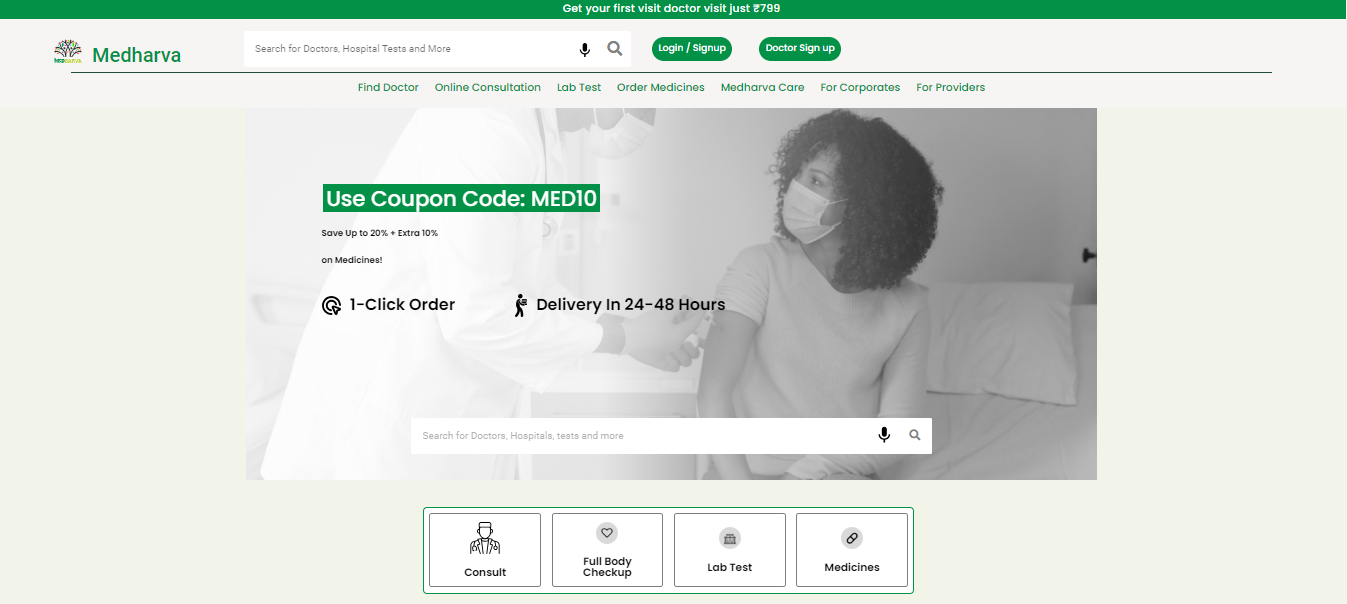 Get your first visit doctor visit just ₹799
Medharva
Search for Doctors, Hospital Tests and More
Login / Signup
Doctor Sign up
Find Doctor Online Consultation Lab Test Order Medicines Medharva Care For Corporates For Providers
Use Coupon Code: MED10
Save Up to 20% + Extra 10%
on Medicines!
1-Click Order
Delivery In 24-48 Hours
Search for Doctors, Hospitals, tests and more
Consult
Full Body
Checkup
Lab Test
Medicines